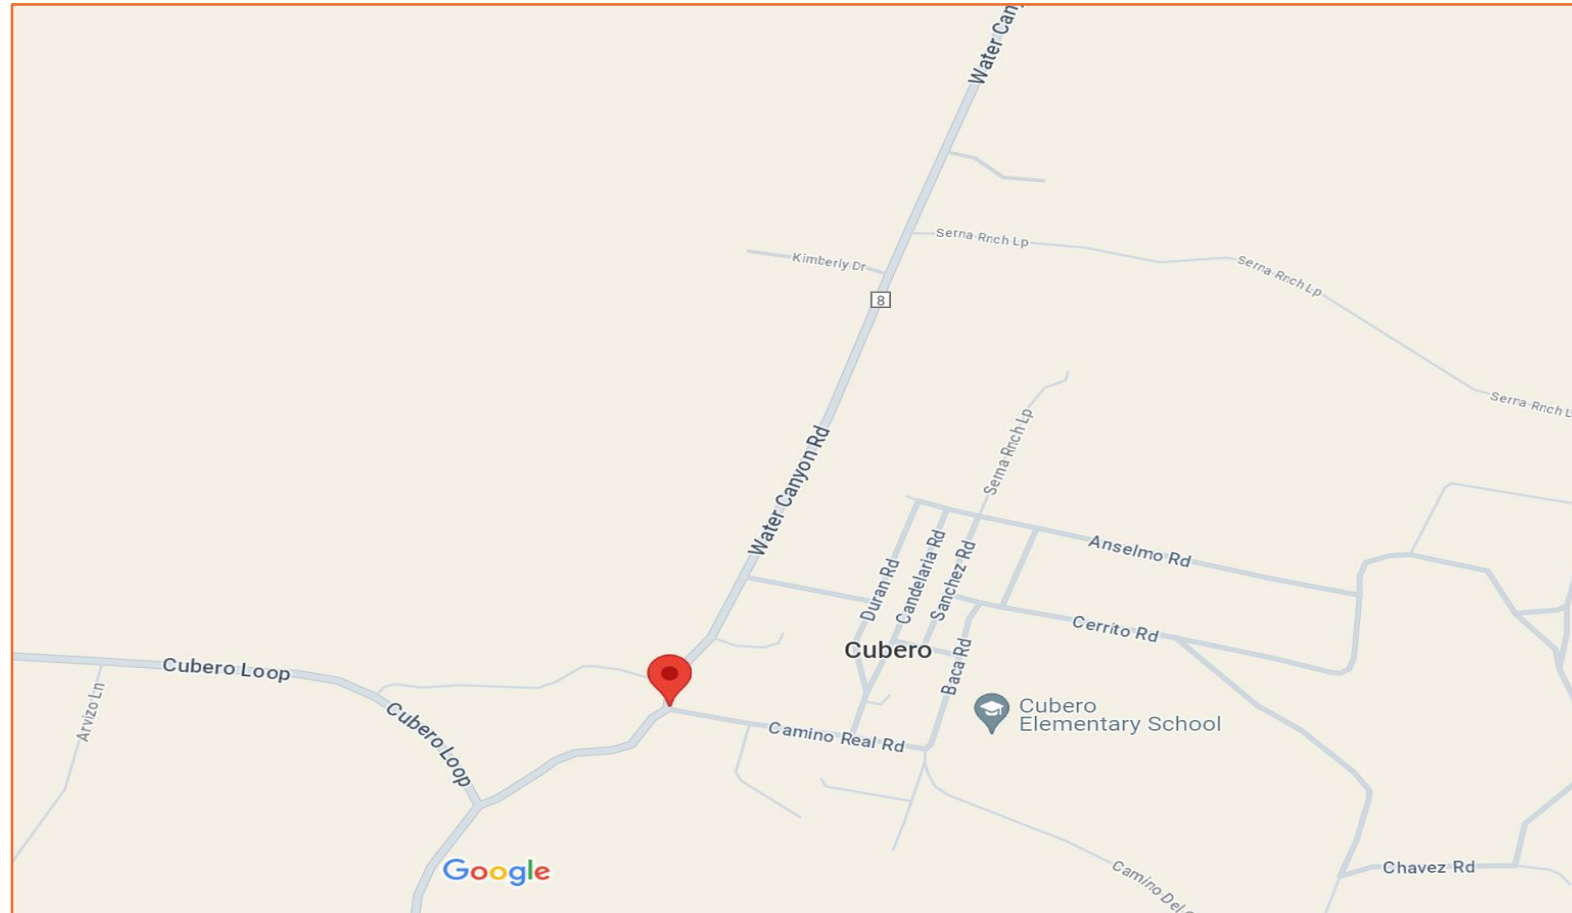 Water Can
Serna Rnch Lp
Kimberly Dr
Serna Rnch Lp
8
Serna Rnch L
Serna Rnch Lp
Water Canyon Rd
Anselmo Rd
Duran Rd
Candelaria Rd
Sanchez Rd
Cerrito Rd
Cubero
Baca Rd
Cubero Loop
Arvizo Ln
Cubero Loop
Cubero
Elementary School
Camino Real Rd
Google
Camino Del
Chavez Rd